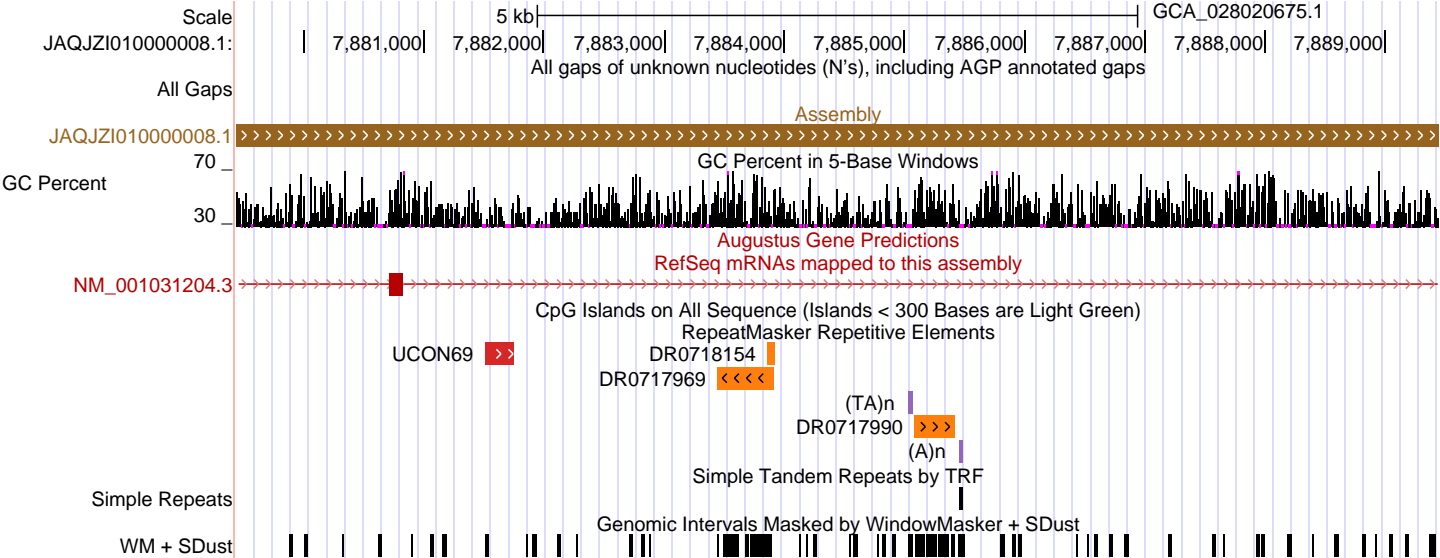 Scale 5 kb GCA_028020675.1
JAQJZI010000008.1: 7,881,000 7,882,000 7,883,000 7,884,000 7,885,000 7,886,000 7,887,000 7,888,000 7,889,000
All gaps of unknown nucleotides (N's), including AGP annotated gaps
All Gaps
Assembly
JAQJZI010000008.1
GC Percent in 5-Base Windows
70
GC Percent
30
Augustus Gene Predictions
RefSeq mRNAs mapped to this assembly
NM_001031204.3
CpG Islands on All Sequence (Islands < 300 Bases are Light Green)
RepeatMasker Repetitive Elements
UCON69 DR0718154
DR0717969
(TA)n
DR0717990
(A)n
Simple Tandem Repeats by TRF
Simple Repeats
Genomic Intervals Masked by WindowMasker + SDust
WM + SDust